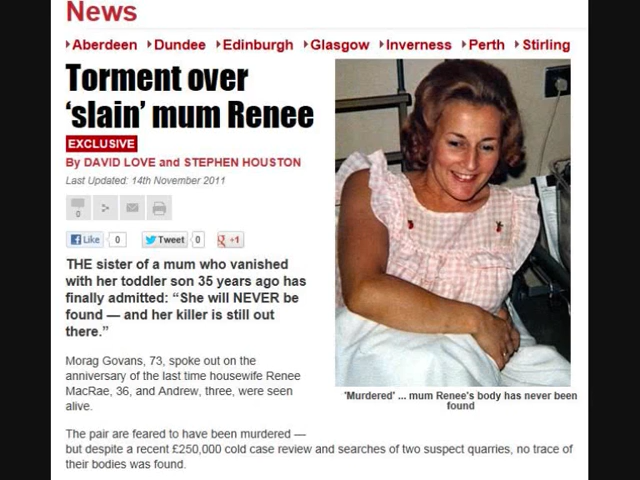 News
Aberdeen Dundee Edinburgh Glasgow Inverness Perth Stirling
Torment over
‘slain’ mum Renee
EXCLUSIVE
By DAVID LOVE and STEPHEN HOUSTON
Last Updated: 14th November 2011
0
Like 0 Tweet 0 +1
THE sister of a mum who vanished
with her toddler son 35 years ago has
finally admitted: “She will NEVER be
found — and her killer is still out
there.”
Morag Govans, 73, spoke out on the
anniversary of the last time housewife Renee
MacRae, 36, and Andrew, three, were seen
alive.
The pair are feared to have been murdered —
but despite a recent £250,000 cold case review and searches of two suspect quarries, no trace of
their bodies was found.
'Murdered' ... mum Renee's body has never been
found